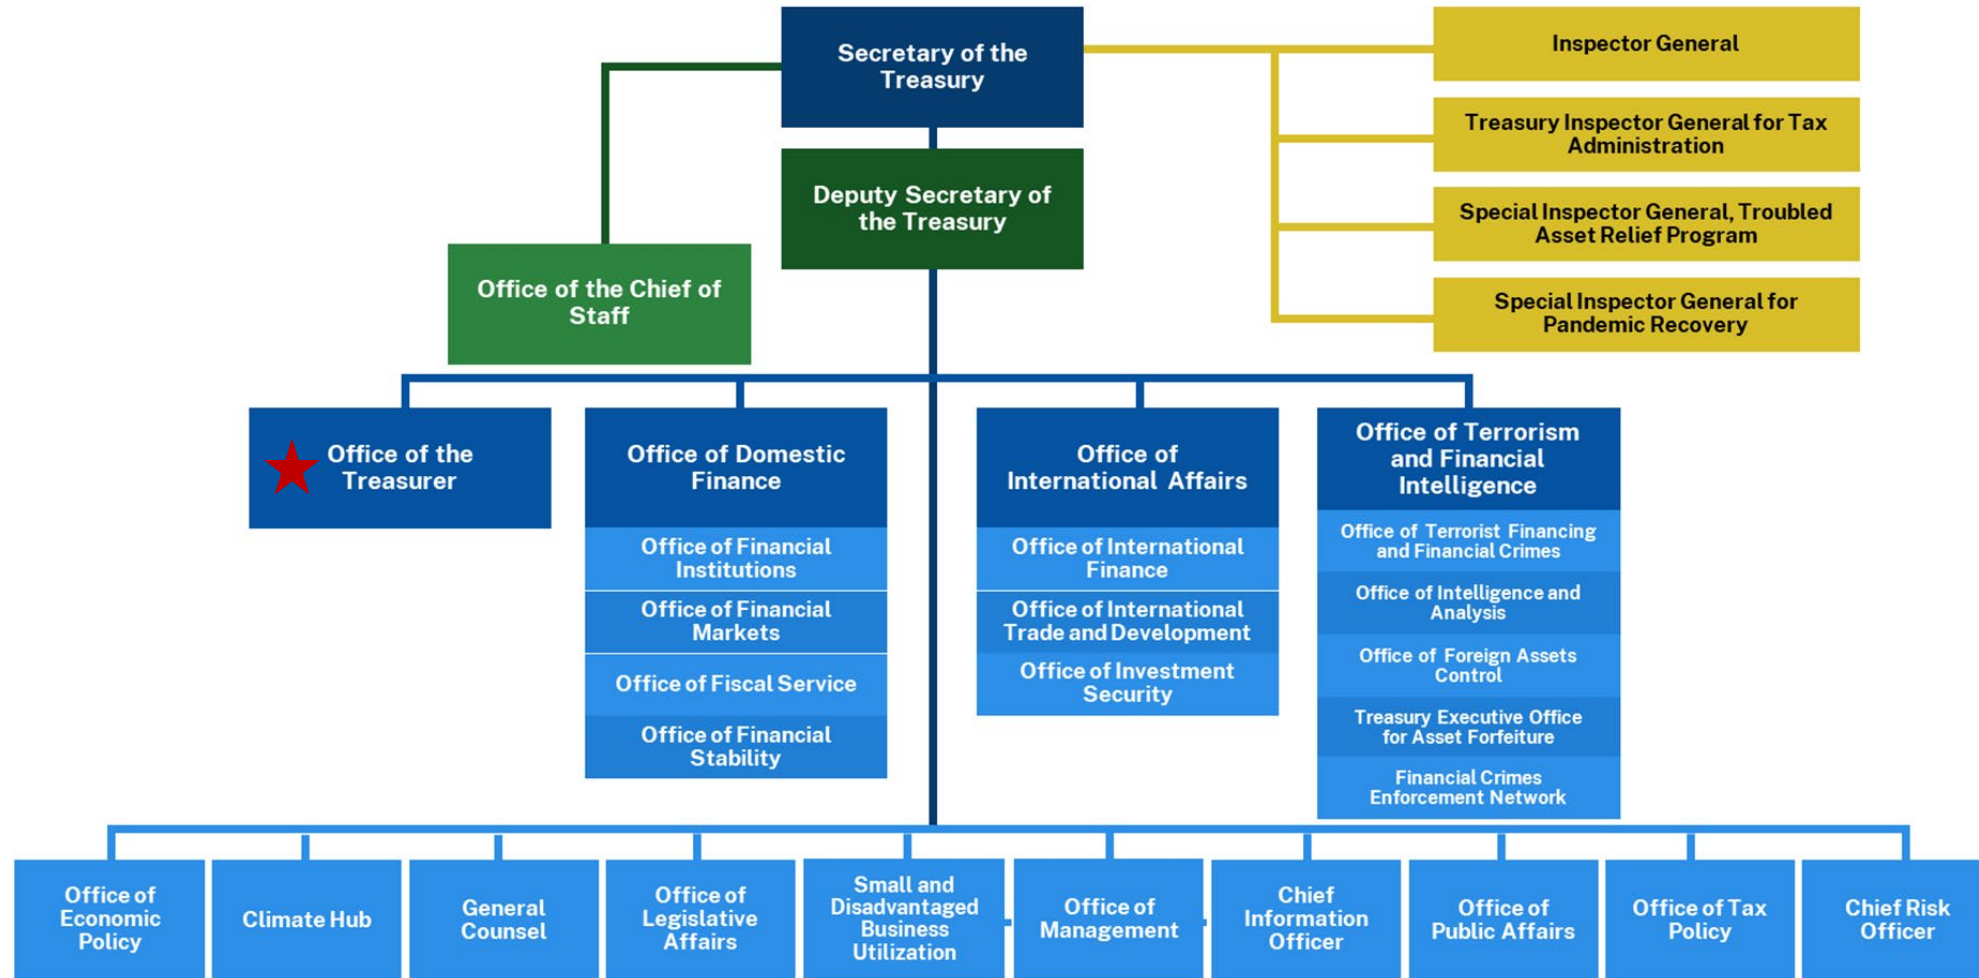 Secretary of the
Treasury
Inspector General
Treasury Inspector General for Tax
Administration
Deputy Secretary of
the Treasury
Special Inspector General, Troubled
Asset Relief Program
Office of the Chief of
Staff
Special Inspector General for
Pandemic Recovery
Office of the
Treasurer
Office of Domestic
Finance
Office of Financial
Institutions
Office of Financial
Markets
Office of Fiscal Service
Office of Financial
Stability
Office of
International Affairs
Office of International
Finance
Office of International
Trade and Development
Office of Investment
Security
Office of Terrorism
and Financial
Intelligence
Office of Terrorist Financing
and Financial Crimes
Office of Intelligence and
Analysis
Office of Foreign Assets
Control
Treasury Executive Office
for Asset Forfeiture
Financial Crimes
Enforcement Network
Office of
Economic
Policy
Climate Hub
General
Counsel
Office of
Legislative
Affairs
Small and
Disadvantaged
Business
Utilization
Office of
Management
Chief
Information
Officer
Office of
Public Affairs
Office of Tax
Policy
Chief Risk
Officer